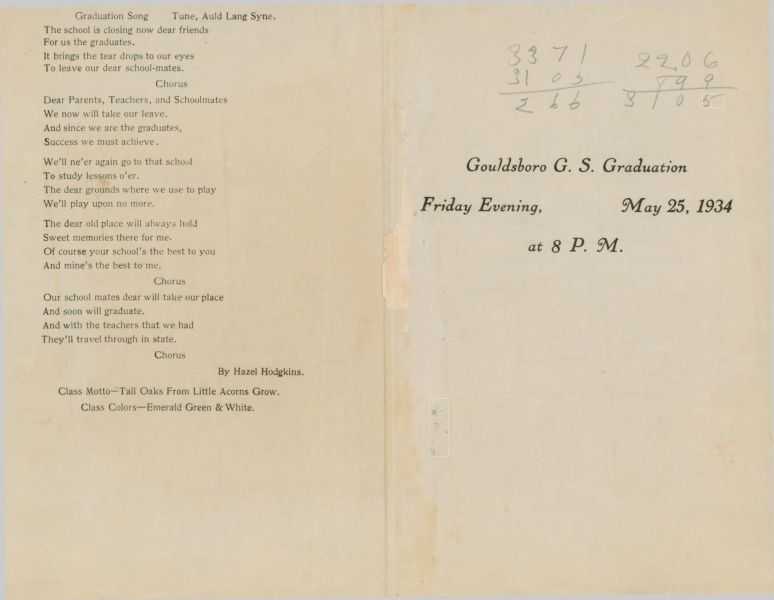 Graduation Song Tune, Auld Lang Syne.
The school is closing now dear friends
For us the graduates.
It brings the tear drops to our eyes
To leave our dear school-mates.
Chorus
Dear Parents, Teachers, and Schoolmates
We now will take our leave.
And since we are the graduates,
Success we must achieve.
We'll ne'er again go to that school
To study lessons o'er.
The dear grounds where we use to play
We'll play upon no more.
The dear old place will always hold
Sweet memories there for me.
Of course your school's the best to you
And mine's the best to me.
Chorus
Our school mates dear will take our place
And soon will graduate.
And with the teachers that we had
They'll travel through in state.
Chorus
By Hazel Hodgkins.
Class Motto—Tall Oaks From Little Acorns Grow.
Class Colors—Emerald Green & White.
3371
3105
266
2206
899
3105
Gouldsboro G. S. Graduation
Friday Evening, May 25, 1934
at 8 P. M.